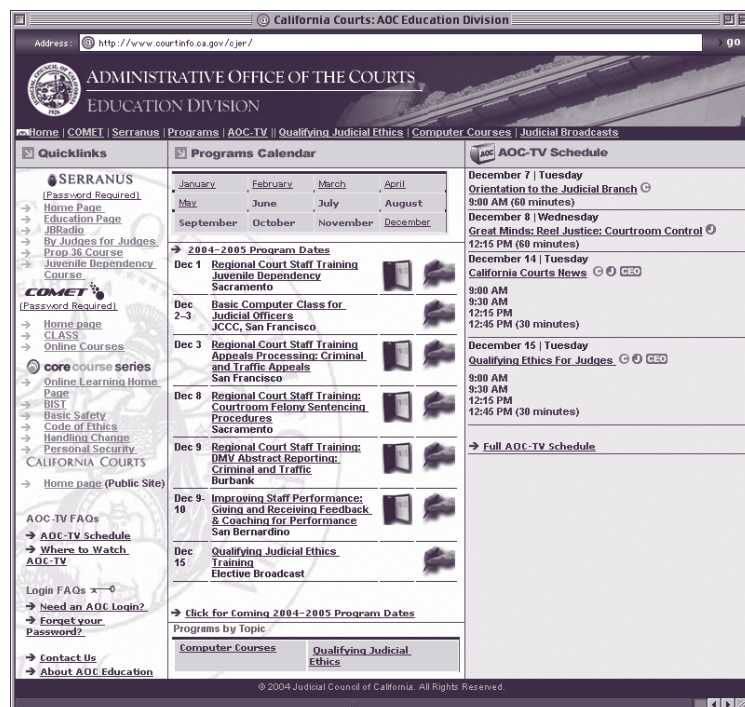 @ California Courts: AOC Education Division
Address: @ http://www.courtinfo.ca.gov/cjer/
go
ADMINISTRATIVE OFFICE OF THE COURTS
EDUCATION DIVISION
Home | COMET | Serranus | Programs | AOC-TV || Qualifying Judicial Ethics | Computer Courses | Judicial Broadcasts
Quicklinks
SERRANUS
(Password Required)
→ Home Page
→ Education Page
→ JBRadio
→ By Judges for Judges
→ Prop 36 Course
→ Juvenile Dependency
Course
COMET
(Password Required)
→ Home page
→ CLASS
→ Online Courses
core course series
→ Online Learning Home
Page
→ BIST
→ Basic Safety
→ Code of Ethics
→ Handling Change
→ Personal Security
CALIFORNIA COURTS
→ Home page (Public Site)
AOC-TV FAQs
→ AOC-TV Schedule
→ Where to Watch
AOC-TV
Login FAQs
→ Need an AOC Login?
→ Forget your
Password?
→ Contact Us
→ About AOC Education
Programs Calendar
January February March April
May June July August
September October November December
→ 2004-2005 Program Dates
Dec 1 Regional Court Staff Training
Juvenile Dependency
Sacramento
Dec Basic Computer Class for
2-3 Judicial Officers
JCCC, San Francisco
Dec 3 Regional Court Staff Training
Appeals Processing: Criminal
and Traffic Appeals
San Francisco
Dec 8 Regional Court Staff Training:
Courtroom Felony Sentencing
Procedures
Sacramento
Dec 9 Regional Court Staff Training:
DMV Abstract Reporting:
Criminal and Traffic
Burbank
Dec 9- Improving Staff Performance:
10 Giving and Receiving Feedback
& Coaching for Performance
San Bernardino
Dec Qualifying Judicial Ethics
15 Training
Elective Broadcast
→ Click for Coming 2004-2005 Program Dates
Programs by Topic
Computer Courses Qualifying Judicial
Ethics
AOC AOC-TV Schedule
December 7 | Tuesday
Orientation to the Judicial Branch C
9:00 AM (60 minutes)
December 8 | Wednesday
Great Minds: Reel Justice: Courtroom Control J
12:15 PM (60 minutes)
December 14 | Tuesday
California Courts News C J CEO
9:00 AM
9:30 AM
12:15 PM
12:45 PM (30 minutes)
December 15 | Tuesday
Qualifying Ethics For Judges C J CEO
9:00 AM
9:30 AM
12:15 PM
12:45 PM (30 minutes)
→ Full AOC-TV Schedule
© 2004 Judicial Council of California. All Rights Reserved.